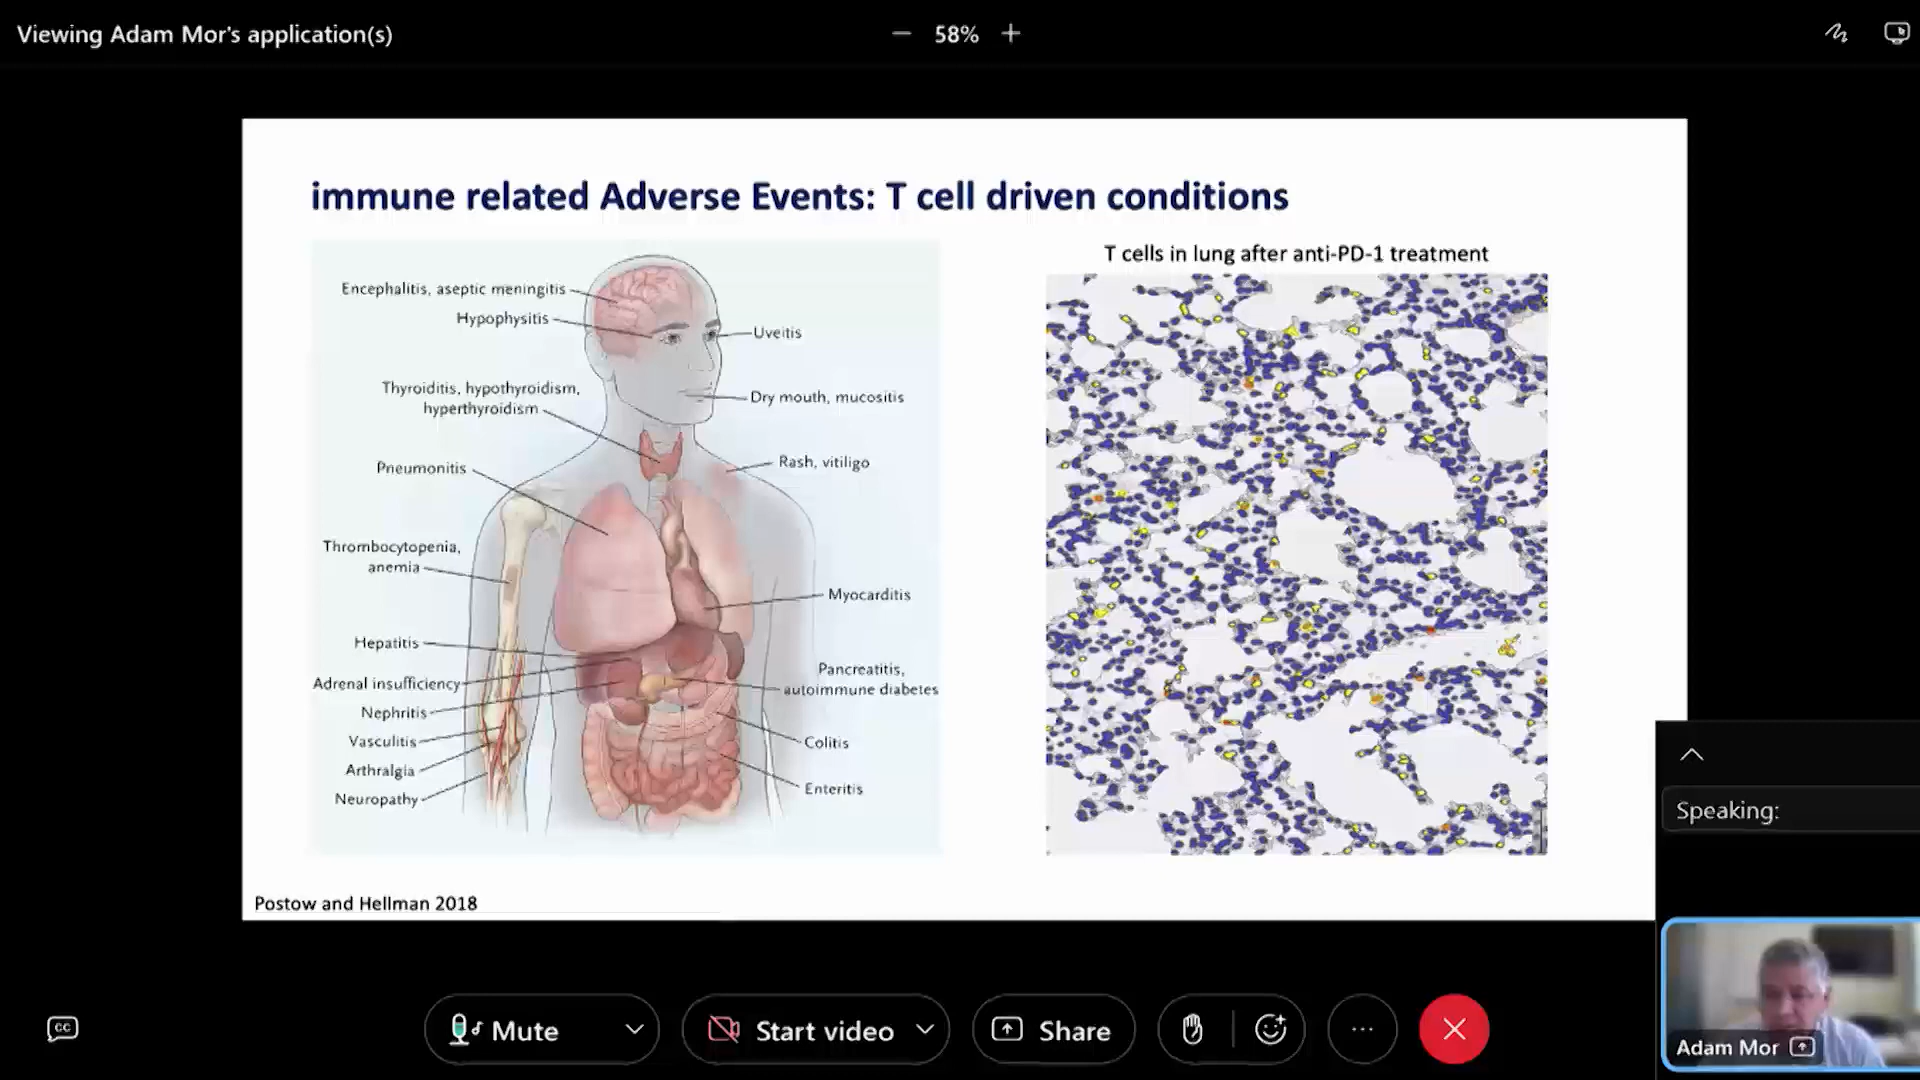 Viewing Adam Mor's application(s)
58%
immune related Adverse Events: T cell driven conditions
T cells in lung after anti-PD-1 treatment
Encephalitis, aseptic meningitis
Hypophysitis
Uveitis
Thyroiditis, hypothyroidism,
hyperthyroidism
Dry mouth, mucositis
Pneumonitis
Rash, vitiligo
Thrombocytopenia,
anemia
Myocarditis
Hepatitis
Adrenal insufficiency
Pancreatitis,
autoimmune diabetes
Nephritis
Vasculitis
Colitis
Arthralgia
Enteritis
Neuropathy
Postow and Hellman 2018
Speaking:
Adam Mor
CC
Mute
Start video
Share